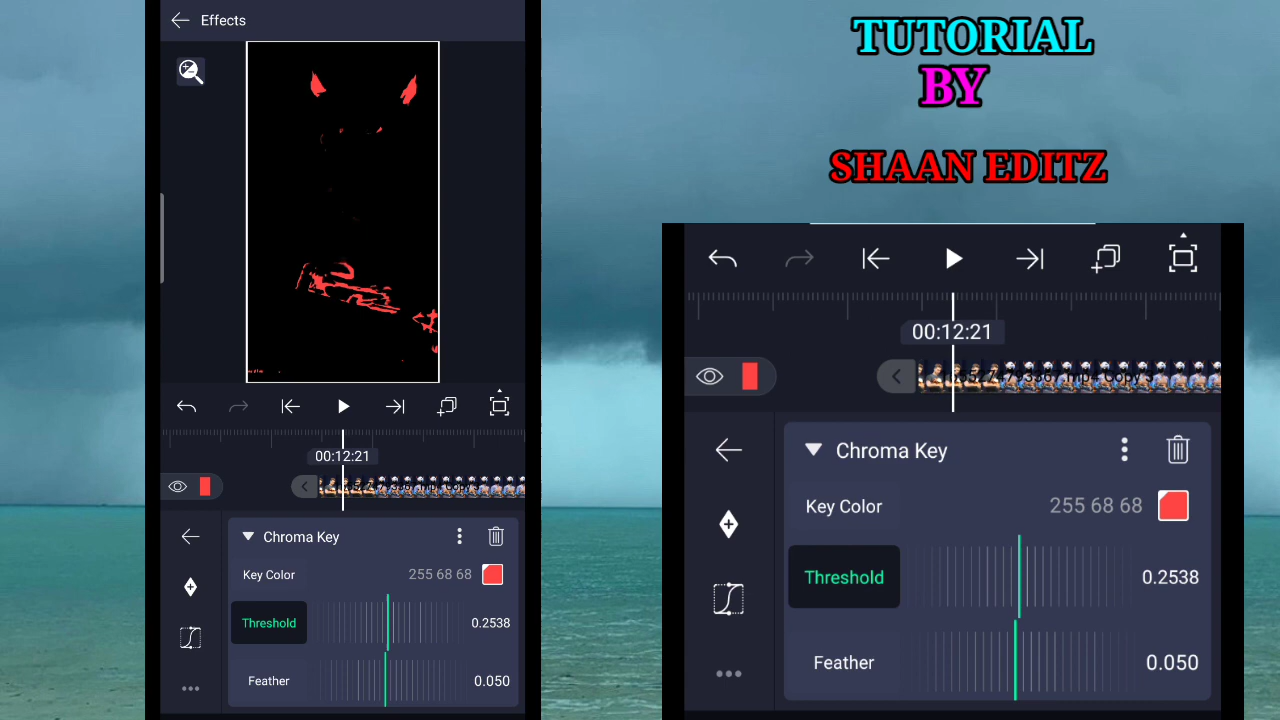 Effects
00:12:21
Chroma Key
Key Color
255 68 68
Threshold
0.2538
Feather
0.050
TUTORIAL
BY
SHAAN EDITZ
00:12:21
Chroma Key
Key Color
255 68 68
Threshold
0.2538
Feather
0.050